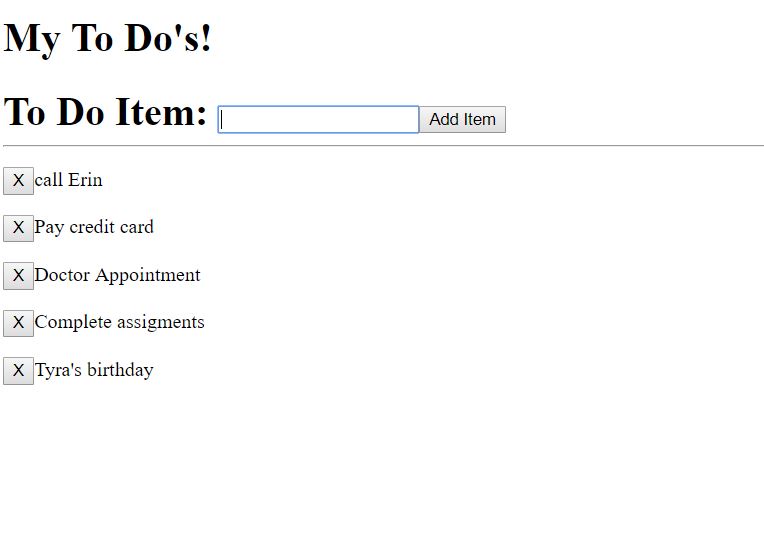 My To Do's!
To Do Item: Add Item
X call Erin
X Pay credit card
X Doctor Appointment
X Complete assigments
X Tyra's birthday